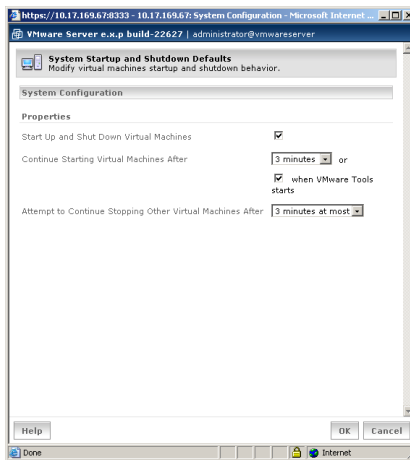 https://10.17.169.67:8333 - 10.17.169.67: System Configuration - Microsoft Internet ...
VMware Server e.x.p build-22627 | administrator@vmwareserver
System Startup and Shutdown Defaults
Modify virtual machines startup and shutdown behavior.
System Configuration
Properties
Start Up and Shut Down Virtual Machines
Continue Starting Virtual Machines After 3 minutes or
when VMware Tools
starts
Attempt to Continue Stopping Other Virtual Machines After 3 minutes at most
Help OK Cancel
Done Internet